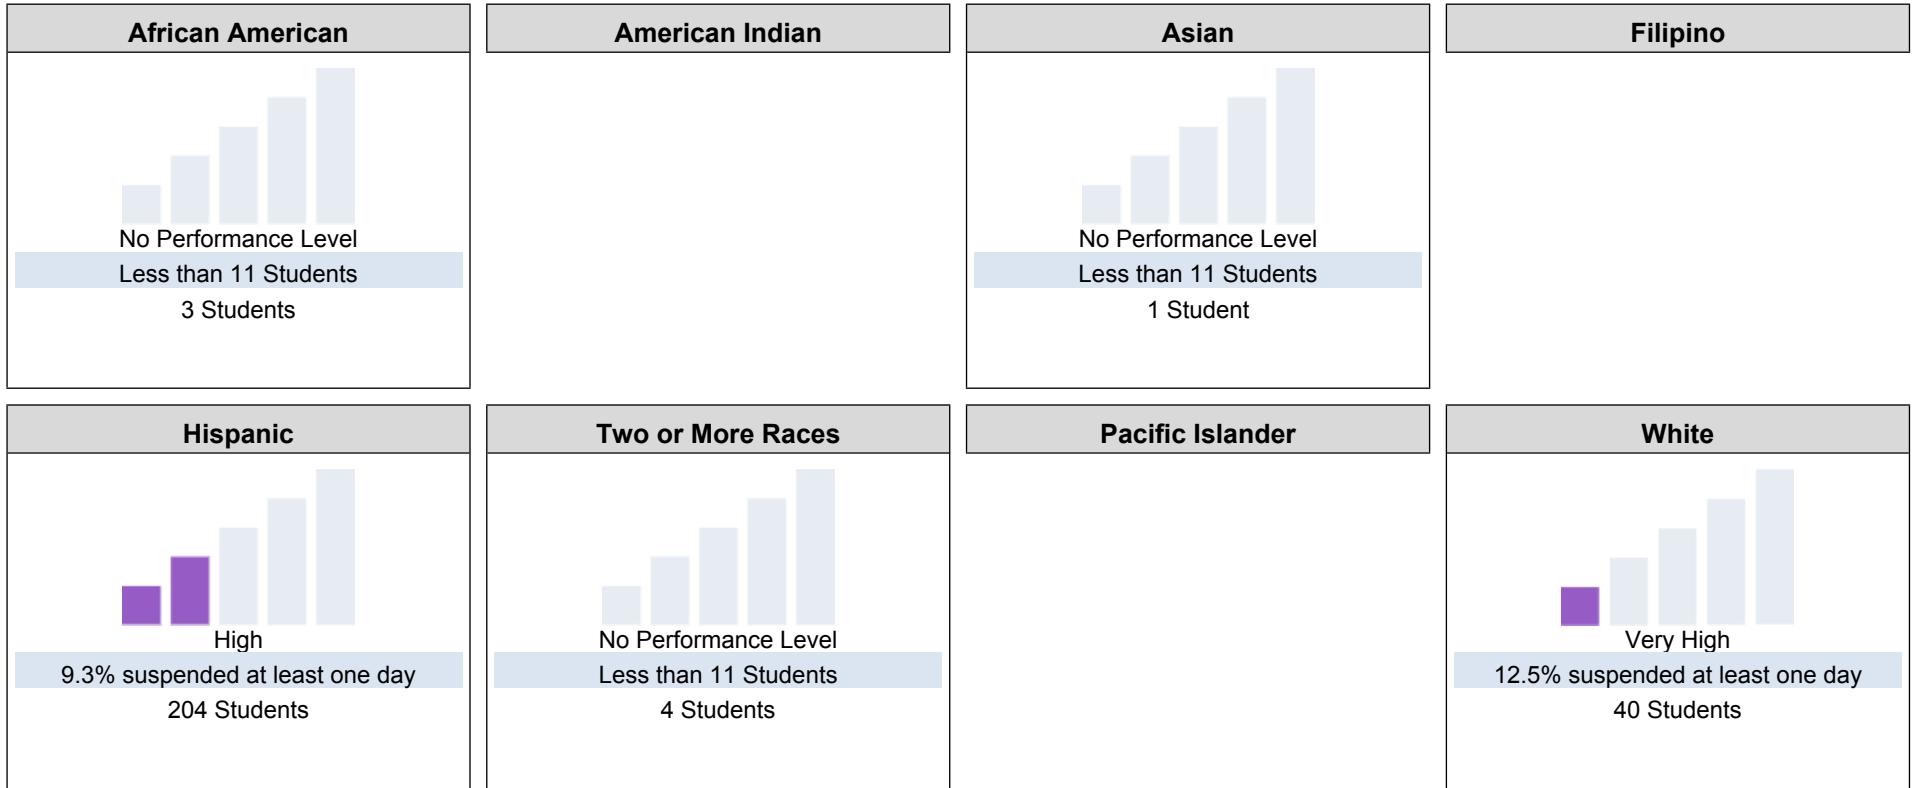 African American
No Performance Level
Less than 11 Students
3 Students
American Indian
Asian
No Performance Level
Less than 11 Students
1 Student
Filipino
Hispanic
High
9.3% suspended at least one day
204 Students
Two or More Races
No Performance Level
Less than 11 Students
4 Students
Pacific Islander
White
Very High
12.5% suspended at least one day
40 Students